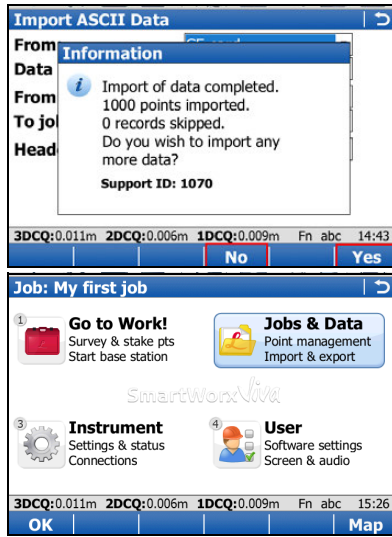 Import ASCII Data
From
Information
Data
From
To jo
Head
Import of data completed.
1000 points imported.
0 records skipped.
Do you wish to import any
more data?
Support ID: 1070
3DCQ:0.011m 2DCQ:0.006m 1DCQ:0.009m Fn abc 14:43
No Yes
Job: My first job
1 Go to Work!
Survey & stake pts
Start base station
Jobs & Data
Point management
Import & export
SmartWorx Viva
3 Instrument
Settings & status
Connections
4 User
Software settings
Screen & audio
3DCQ:0.011m 2DCQ:0.006m 1DCQ:0.009m Fn abc 15:26
OK Map